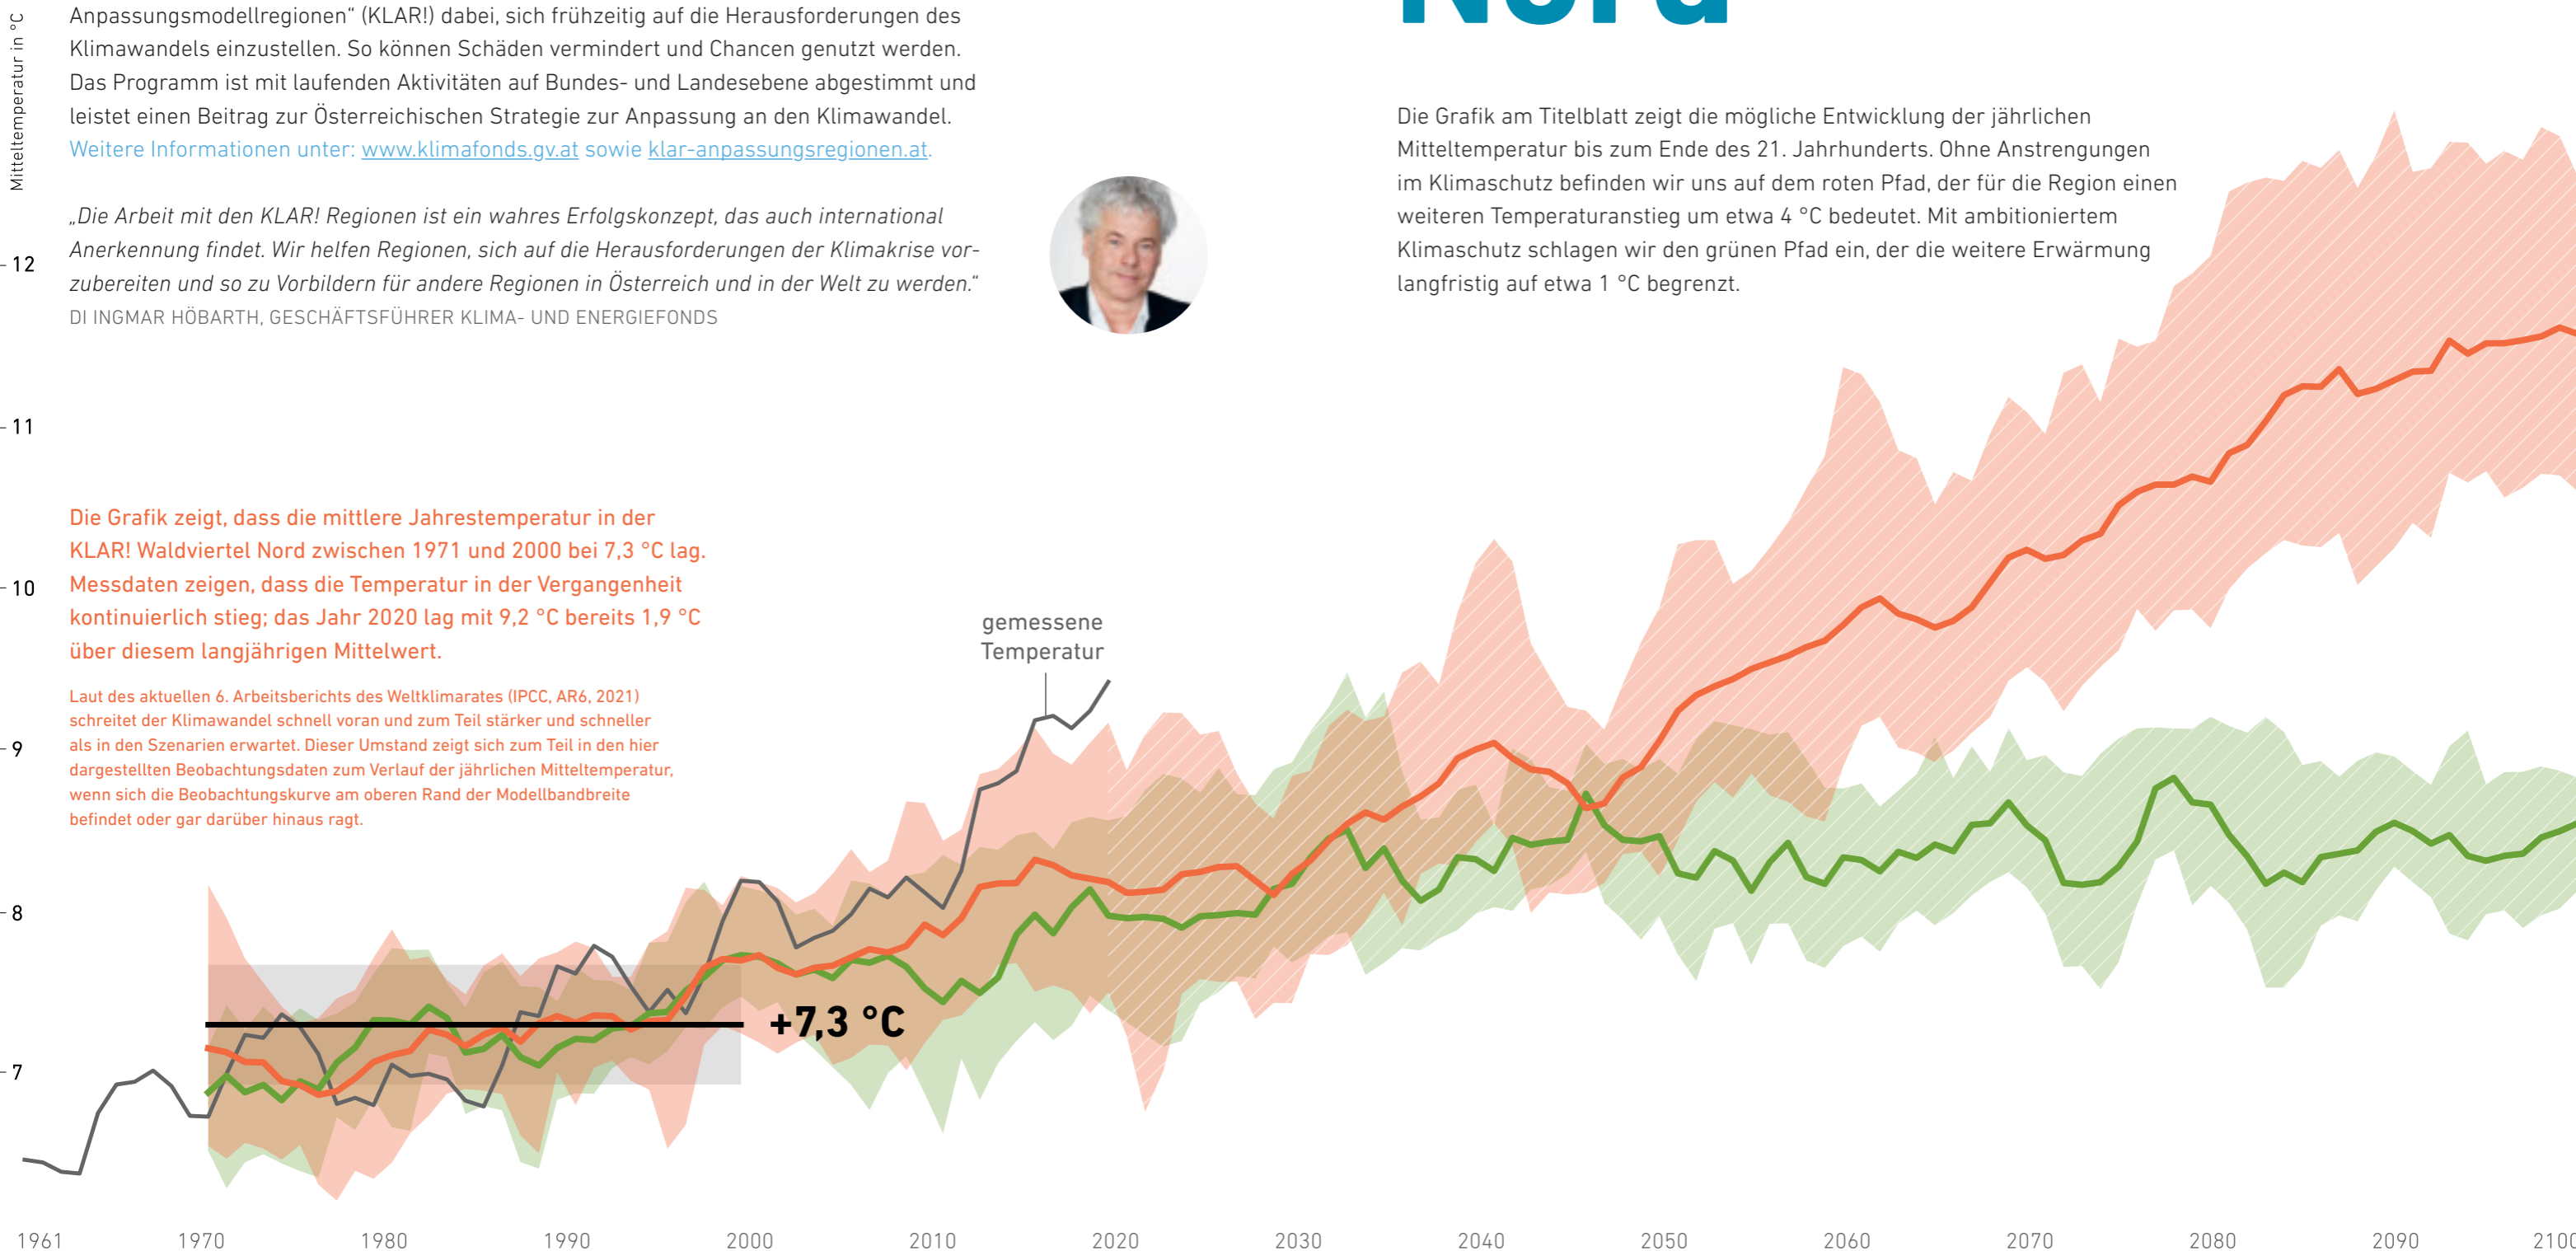 Mitteltemperatur in °C
Anpassungsmodellregionen“ (KLAR!) dabei, sich frühzeitig auf die Herausforderungen des
Klimawandels einzustellen. So können Schäden vermindert und Chancen genutzt werden.
Das Programm ist mit laufenden Aktivitäten auf Bundes- und Landesebene abgestimmt und
leistet einen Beitrag zur Österreichischen Strategie zur Anpassung an den Klimawandel.
Weitere Informationen unter: www.klimafonds.gv.at sowie klar-anpassungsregionen.at.
„Die Arbeit mit den KLAR! Regionen ist ein wahres Erfolgskonzept, das auch international
Anerkennung findet. Wir helfen Regionen, sich auf die Herausforderungen der Klimakrise vor-
zubereiten und so zu Vorbildern für andere Regionen in Österreich und in der Welt zu werden.“
DI INGMAR HÖBARTH, GESCHÄFTSFÜHRER KLIMA- UND ENERGIEFONDS
Nord
Die Grafik am Titelblatt zeigt die mögliche Entwicklung der jährlichen
Mitteltemperatur bis zum Ende des 21. Jahrhunderts. Ohne Anstrengungen
im Klimaschutz befinden wir uns auf dem roten Pfad, der für die Region einen
weiteren Temperaturanstieg um etwa 4 °C bedeutet. Mit ambitioniertem
Klimaschutz schlagen wir den grünen Pfad ein, der die weitere Erwärmung
langfristig auf etwa 1 °C begrenzt.
Die Grafik zeigt, dass die mittlere Jahrestemperatur in der
KLAR! Waldviertel Nord zwischen 1971 und 2000 bei 7,3 °C lag.
Messdaten zeigen, dass die Temperatur in der Vergangenheit
kontinuierlich stieg; das Jahr 2020 lag mit 9,2 °C bereits 1,9 °C
über diesem langjährigen Mittelwert.
Laut des aktuellen 6. Arbeitsberichts des Weltklimarates (IPCC, AR6, 2021)
schreitet der Klimawandel schnell voran und zum Teil stärker und schneller
als in den Szenarien erwartet. Dieser Umstand zeigt sich zum Teil in den hier
dargestellten Beobachtungsdaten zum Verlauf der jährlichen Mitteltemperatur,
wenn sich die Beobachtungskurve am oberen Rand der Modellbandbreite
befindet oder gar darüber hinaus ragt.
gemessene
Temperatur
+7,3 °C
12
11
10
9
8
7
1961 1970 1980 1990 2000 2010 2020 2030 2040 2050 2060 2070 2080 2090 2100